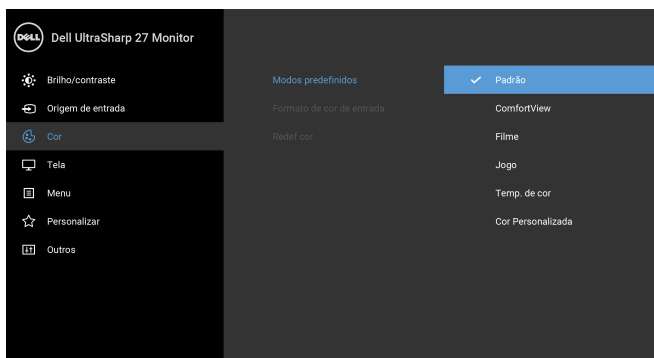 DELL Dell UltraSharp 27 Monitor
Brilho/contraste
Origem de entrada
Cor
Tela
Menu
Personalizar
Outros
Modos predefinidos
Formato de cor de entrada
Redef cor
Padrão
ComfortView
Filme
Jogo
Temp. de cor
Cor Personalizada